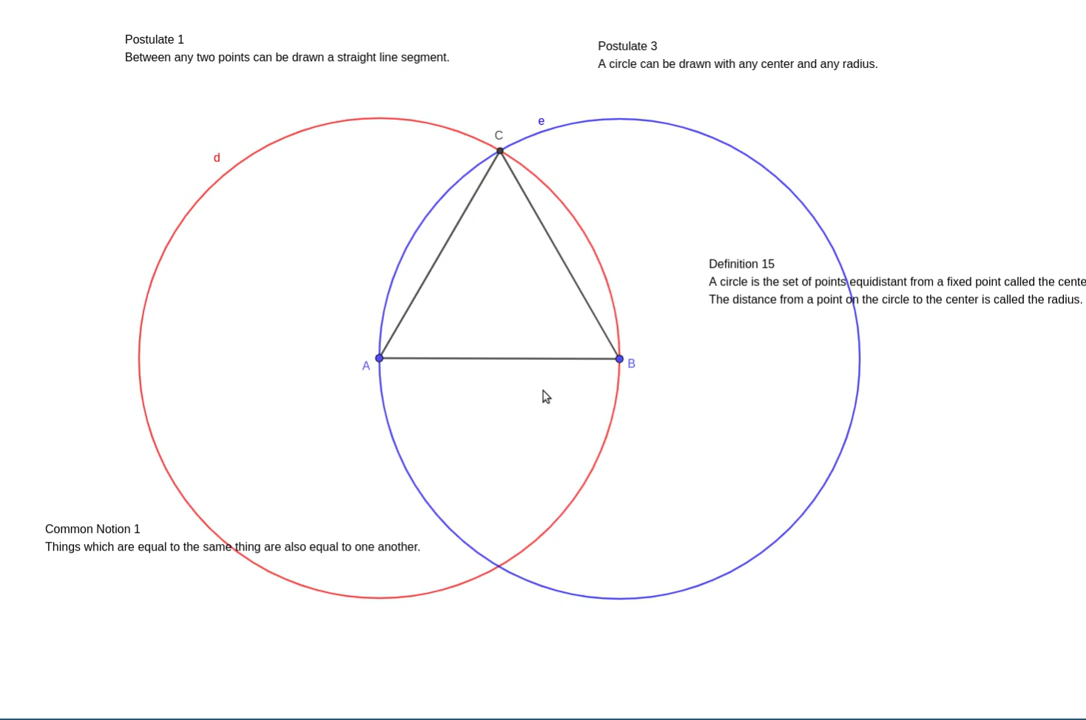 Postulate 1
Between any two points can be drawn a straight line segment.
Postulate 3
A circle can be drawn with any center and any radius.
e
C
d
Definition 15
A circle is the set of points equidistant from a fixed point called the
The distance from a point on the circle to the center is called the radius.
A
B
Common Notion 1
Things which are equal to the same thing are also equal to one another.